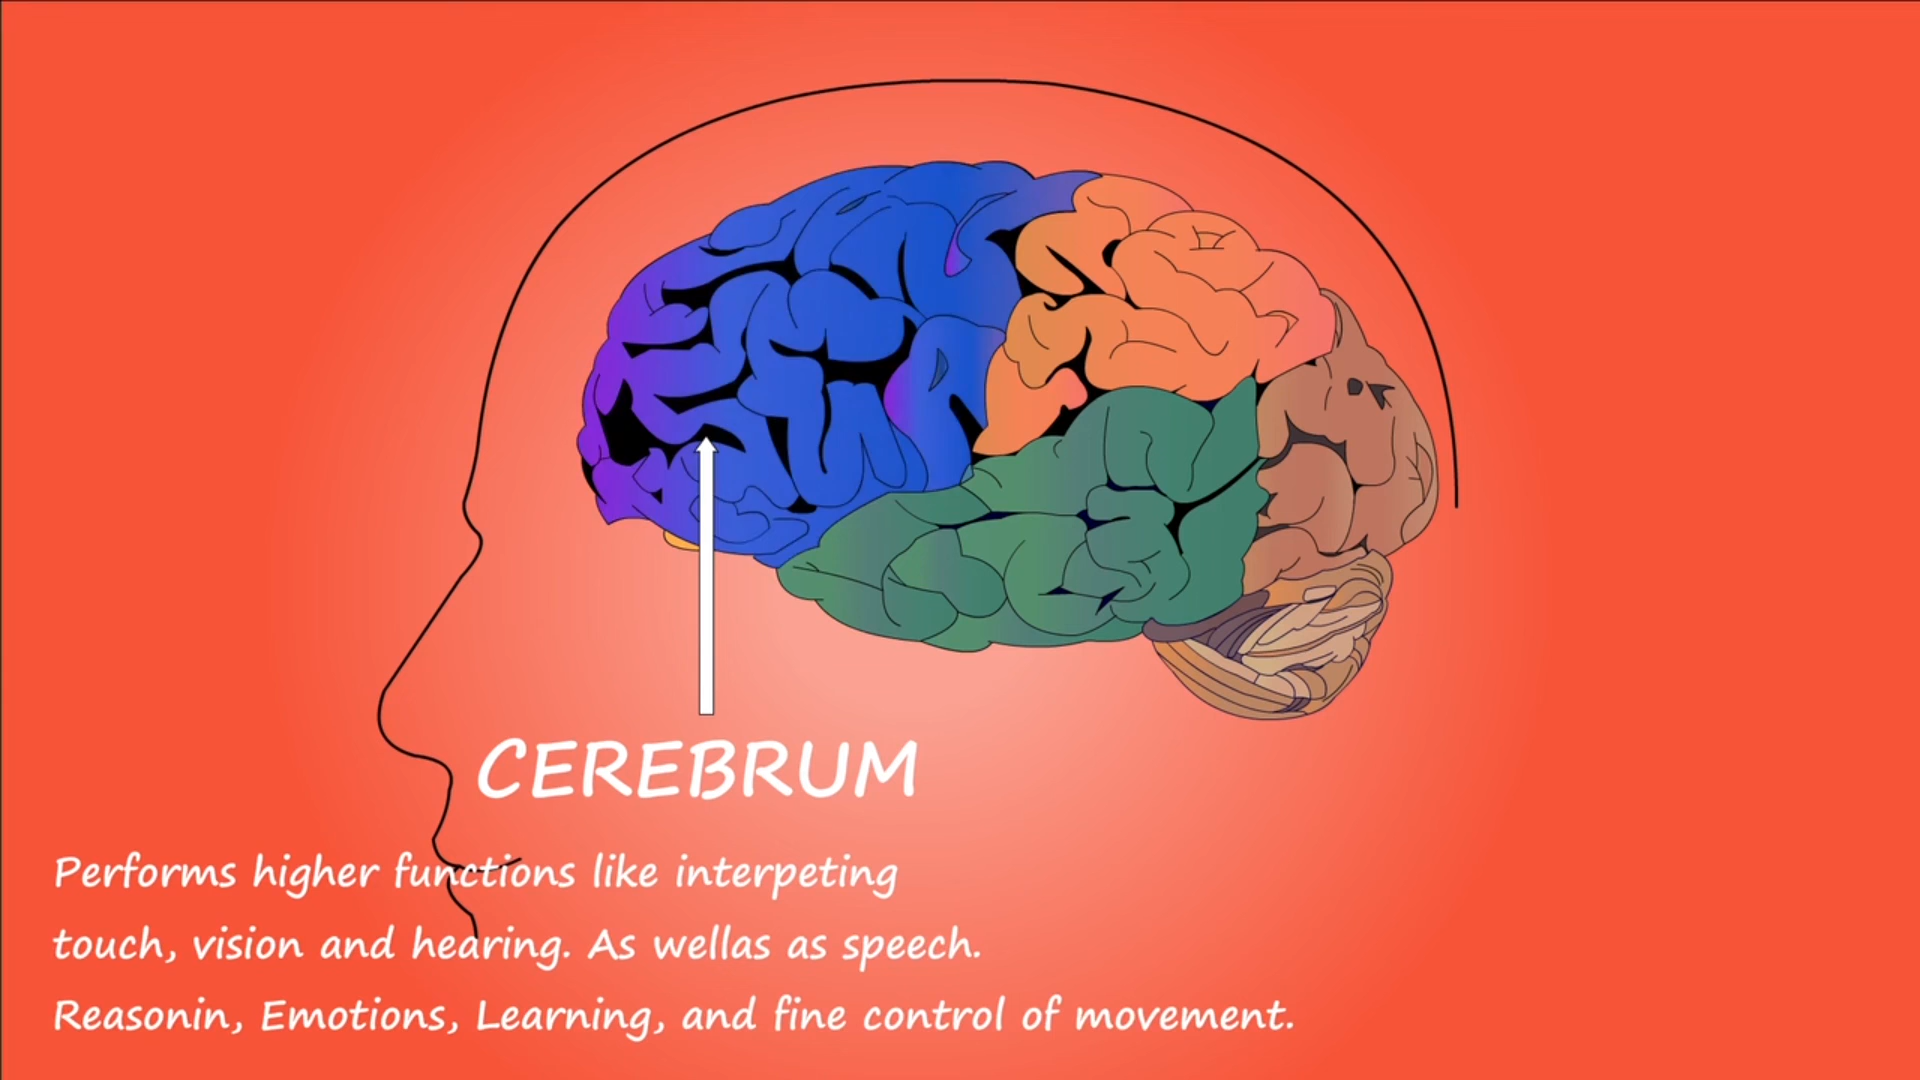 CEREBRUM
Performs higher functions like interpeting
touch, vision and hearing. As wellas as speech.
Reasonin, Emotions, Learning, and fine control of movement.